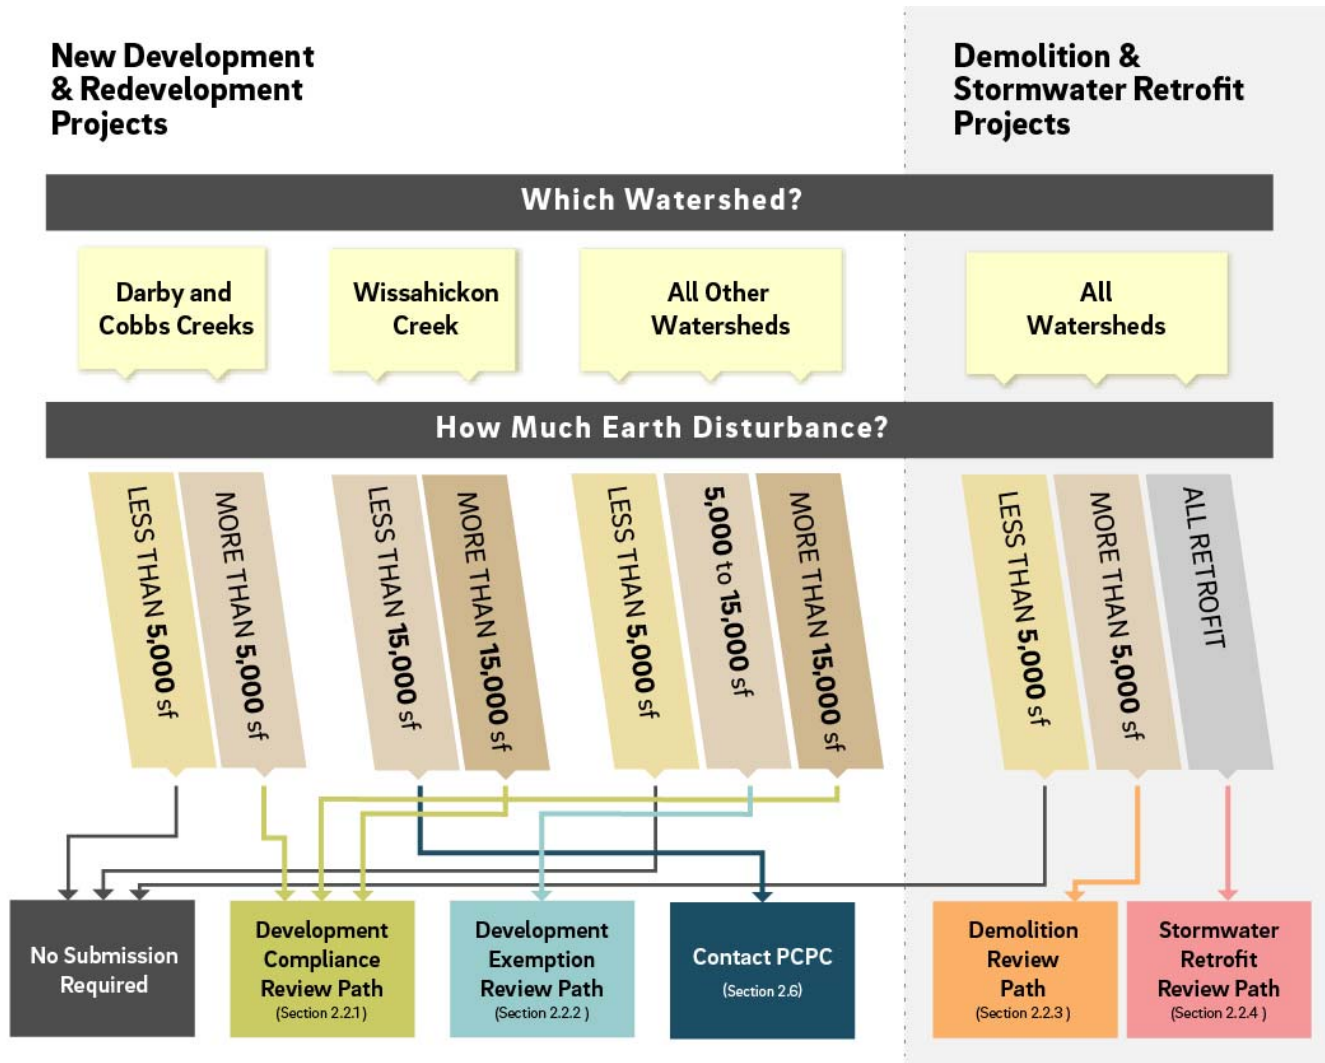 New Development
& Redevelopment
Projects
Demolition &
Stormwater Retrofit
Projects
Which Watershed?
Darby and
Cobbs Creeks
Wissahickon
Creek
All Other
Watersheds
All
Watersheds
How Much Earth Disturbance?
LESS THAN 5,000 sf
MORE THAN 5,000 sf
LESS THAN 15,000 sf
MORE THAN 15,000 sf
LESS THAN 5,000 sf
5,000 to 15,000 sf
MORE THAN 15,000 sf
LESS THAN 5,000 sf
MORE THAN 5,000 sf
ALL RETROFIT
No Submission
Required
Development
Compliance
Review Path
(Section 2.2.1 )
Development
Exemption
Review Path
(Section 2.2.2 )
Contact PCPC
(Section 2.6)
Demolition
Review
Path
(Section 2.2.3 )
Stormwater
Retrofit
Review Path
(Section 2.2.4 )